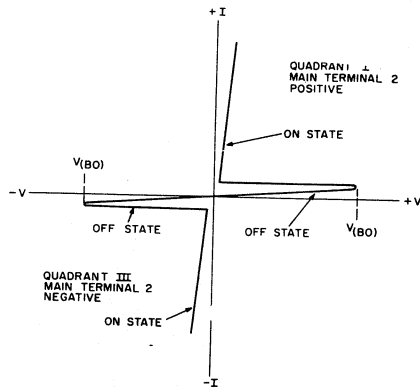 +I
QUADRANT I
MAIN TERMINAL 2
POSITIVE
ON STATE
V(BO)
-V
+V
OFF STATE
OFF STATE
V(BO)
QUADRANT III
MAIN TERMINAL 2
NEGATIVE
ON STATE
-I